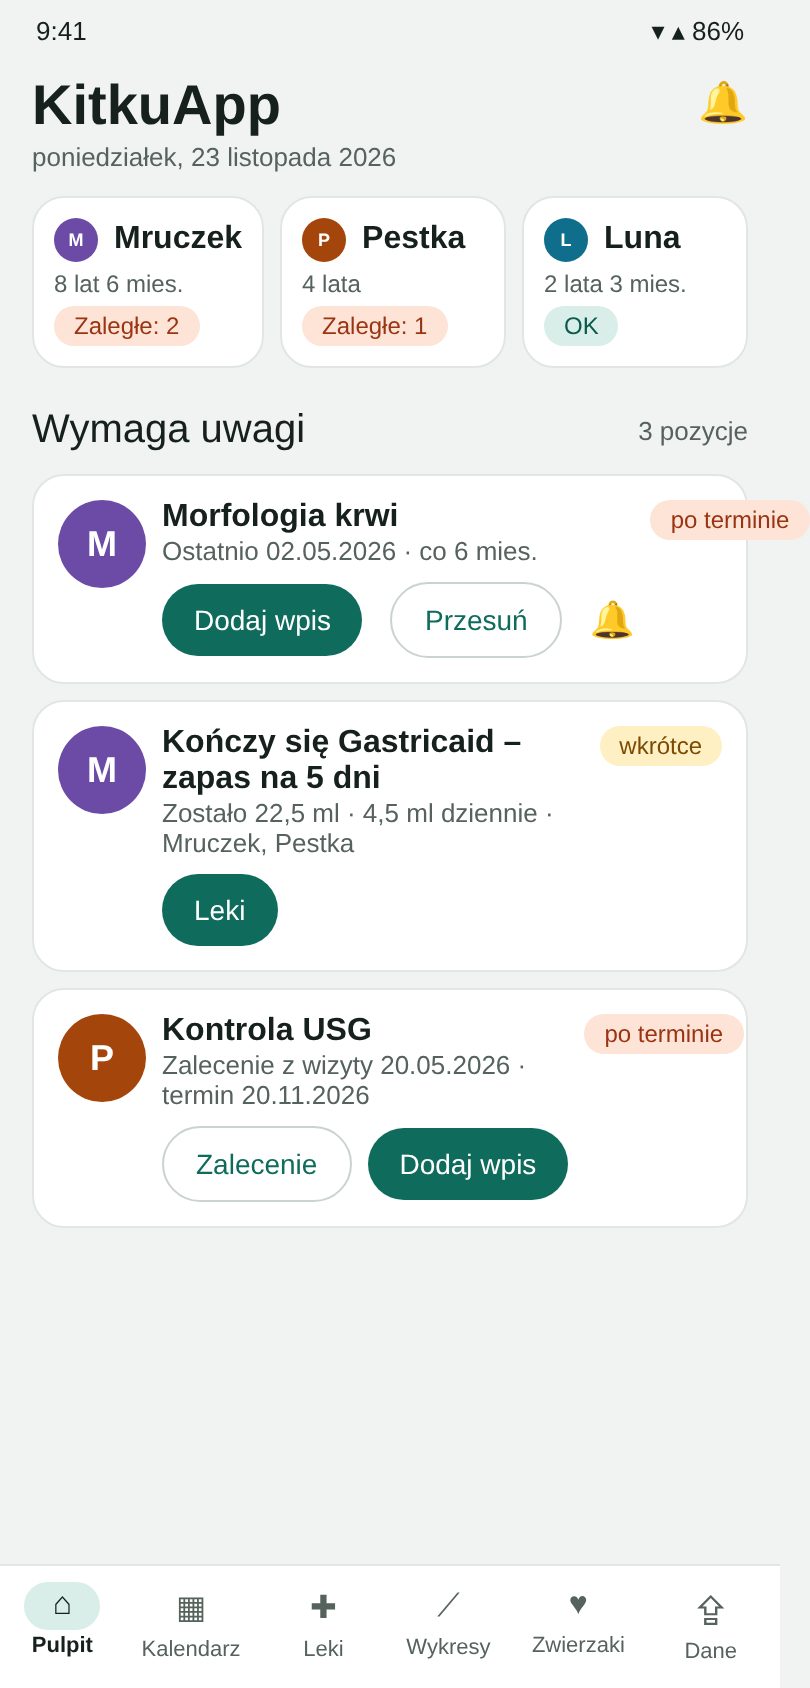 9:41
86%
KitkuApp
poniedziałek, 23 listopada 2026
M Mruczek
8 lat 6 mies.
Zaległe: 2
P Pestka
4 lata
Zaległe: 1
L Luna
2 lata 3 mies.
OK
Wymaga uwagi
3 pozycje
M
Morfologia krwi
po terminie
Ostatnio 02.05.2026 · co 6 mies.
Dodaj wpis
Przesuń
M
Kończy się Gastricaid –
zapas na 5 dni
wkrótce
Zostało 22,5 ml · 4,5 ml dziennie ·
Mruczek, Pestka
Leki
P
Kontrola USG
po terminie
Zalecenie z wizyty 20.05.2026 ·
termin 20.11.2026
Zalecenie
Dodaj wpis
Pulpit
Kalendarz
Leki
Wykresy
Zwierzaki
Dane